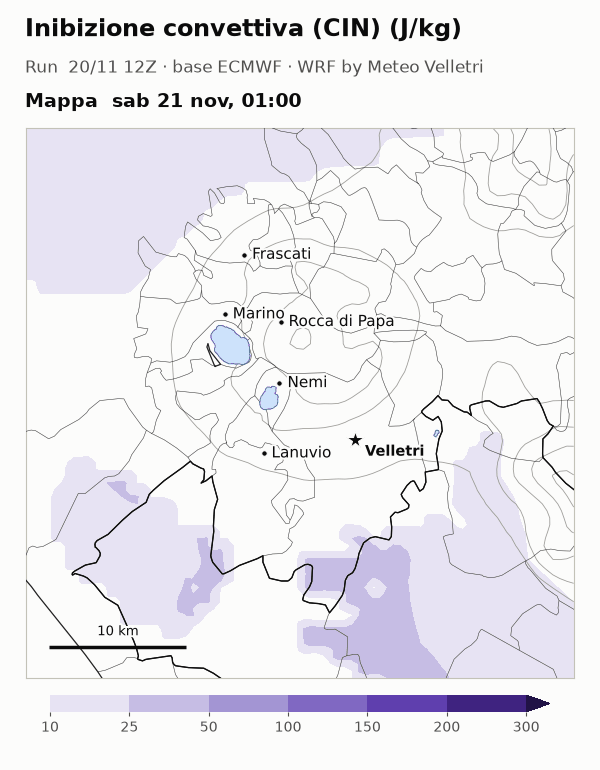 Inibizione convettiva (CIN) (J/kg)
Run  20/11 12Z · base ECMWF · WRF by Meteo Velletri
Mappa  sab 21 nov, 01:00
Frascati
Marino
Rocca di Papa
Nemi
Velletri
Lanuvio
10 km
10 25 50 100 150 200 300